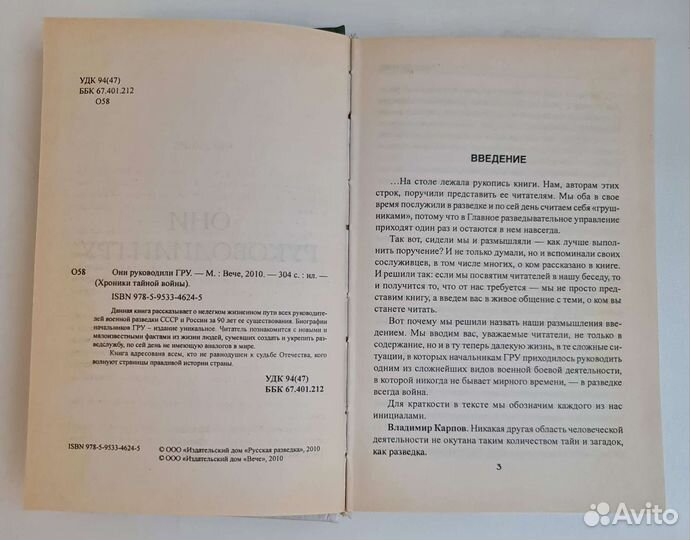 УДК 94(47)
ББК 67.401.212
О58
О58 Они руководили ГРУ. — М. : Вече, 2010. — 304 с. : ил. —
(Хроники тайной войны).
ISBN 978-5-9533-4624-5
Данная книга рассказывает о нелегком жизненном пути всех руководителей
военной разведки СССР и России за 90 лет ее существования. Биографии
начальников ГРУ – издание уникальное. Читатель познакомится с новыми и
малоизвестными фактами из жизни людей, сумевших создать и укрепить
разведслужбу, по сей день не имеющую аналогов в мире.
Книга адресована всем, кто не равнодушен к судьбе Отечества, кого
волнуют страницы правдивой истории страны.
УДК 94(47)
ББК 67.401.212
ISBN 978-5-9533-4624-5
© ООО «Издательский дом «Русская разведка», 2010
© ООО «Издательский дом «Вече», 2010
ВВЕДЕНИЕ
…На столе лежала рукопись книги. Нам, авторам этих
строк, поручили представить ее читателям. Мы оба в свое
время послужили в разведке и по сей день считаем себя «груш-
никами», потому что в Главное разведывательное управление
приходят один раз и остаются в нем навсегда.
Так вот, сидели мы и размышляли — как лучше выпол-
нить поручение? И не только думали, но и вспоминали своих
сослуживцев, в том числе многих, о ком рассказано в книге.
И решили так: если мы посвятим читателей в нашу беседу, то
и получится то, что от нас требуется — мы не просто предста-
вим книгу, а введем вас в живое общение с теми, о ком вы
станете читать.
Вот почему мы решил назвать наши размышления вве-
дением. Мы вводим вас, уважаемые читатели, не только в
содержание, но и в ту теперь далекую жизнь, в те сложные си-
туации, в которых начальникам ГРУ приходилось руководить
одним из сложнейших видов военной боевой деятельности,
в которой никогда не бывает мирного времени, — в разведке
всегда война.
Для краткости в тексте мы обозначим каждого из нас
инициалами.
Владимир Карпов. Никакая другая область человеческой
деятельности не окутана таким количеством тайн и загадок,
как разведка.
3
Avito